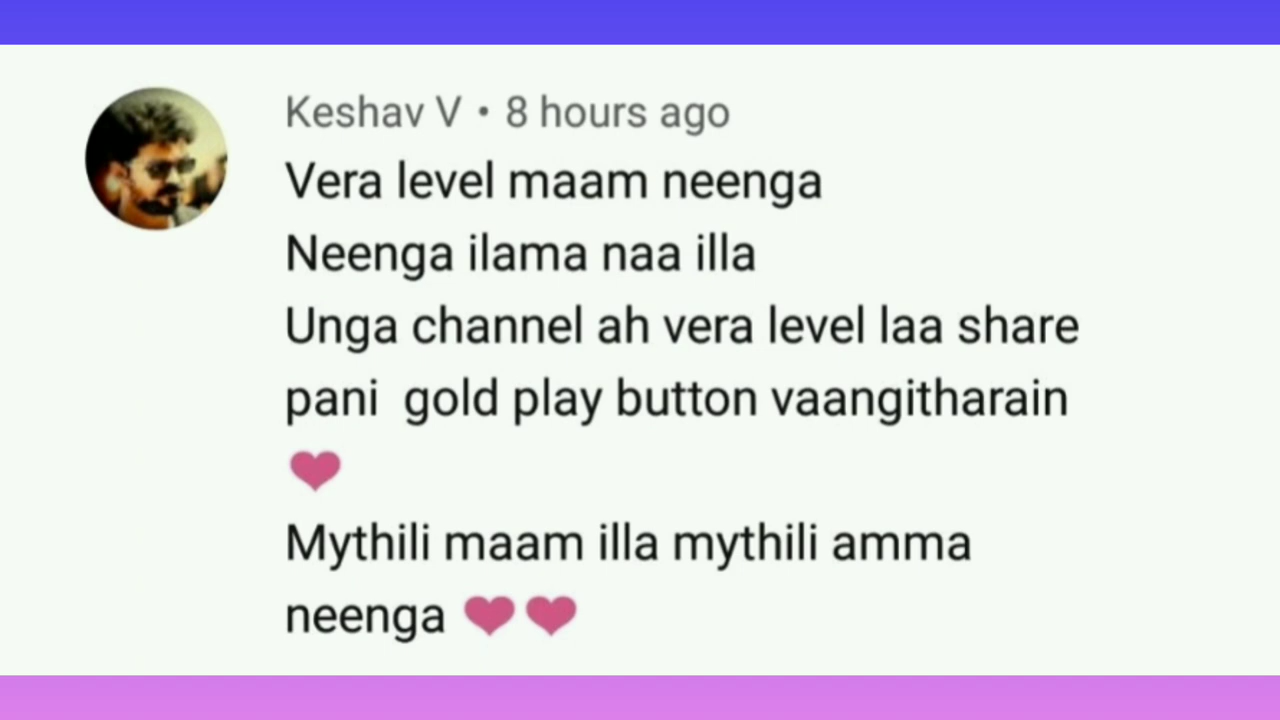 Keshav V • 8 hours ago
Vera level maam neenga
Neenga ilama naa illa
Unga channel ah vera level laa share
pani  gold play button vaangitharain
❤
Mythili maam illa mythili amma
neenga ❤❤